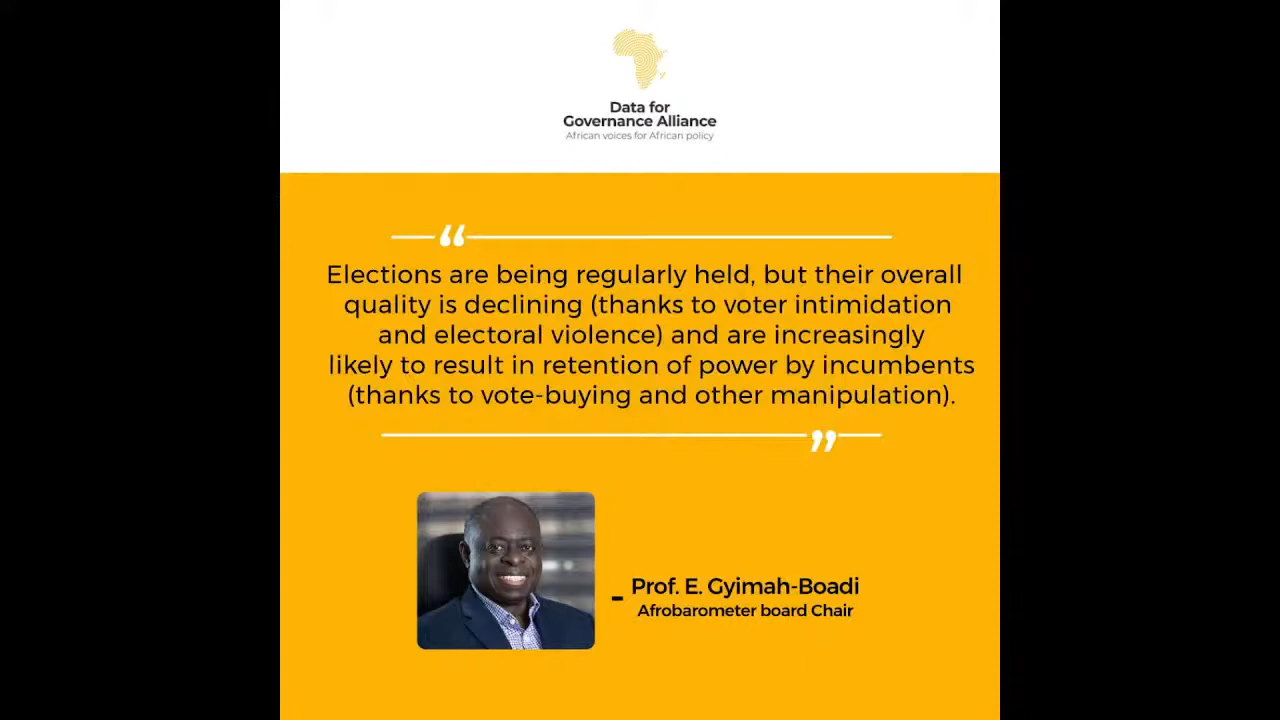 Data for
Governance Alliance
African voices for African policy
“
Elections are being regularly held, but their overall
quality is declining (thanks to voter intimidation
and electoral violence) and are increasingly
likely to result in retention of power by incumbents
(thanks to vote-buying and other manipulation).
”
- Prof. E. Gyimah-Boadi
Afrobarometer board Chair